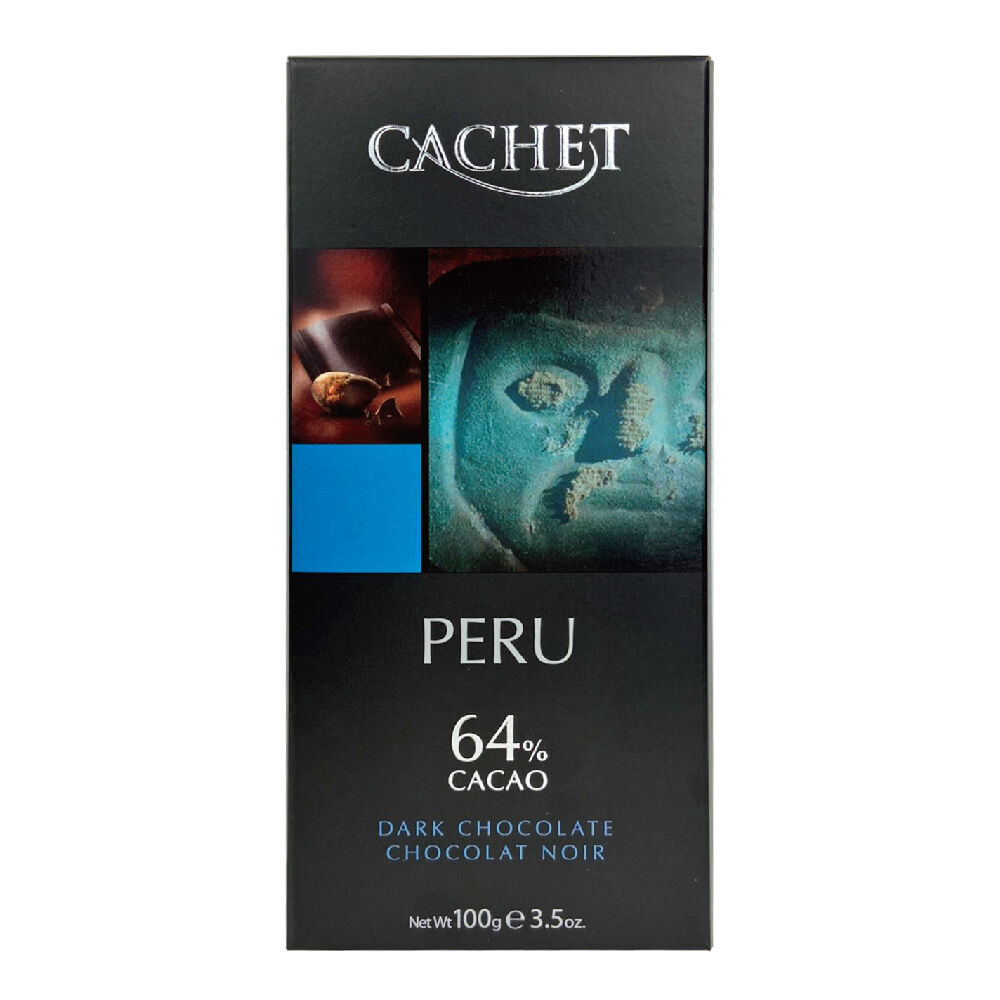 CACHET
PERU
64%
CACAO
DARK CHOCOLATE
CHOCOLAT NOIR
Net Wt 100g ℮ 3.5oz.